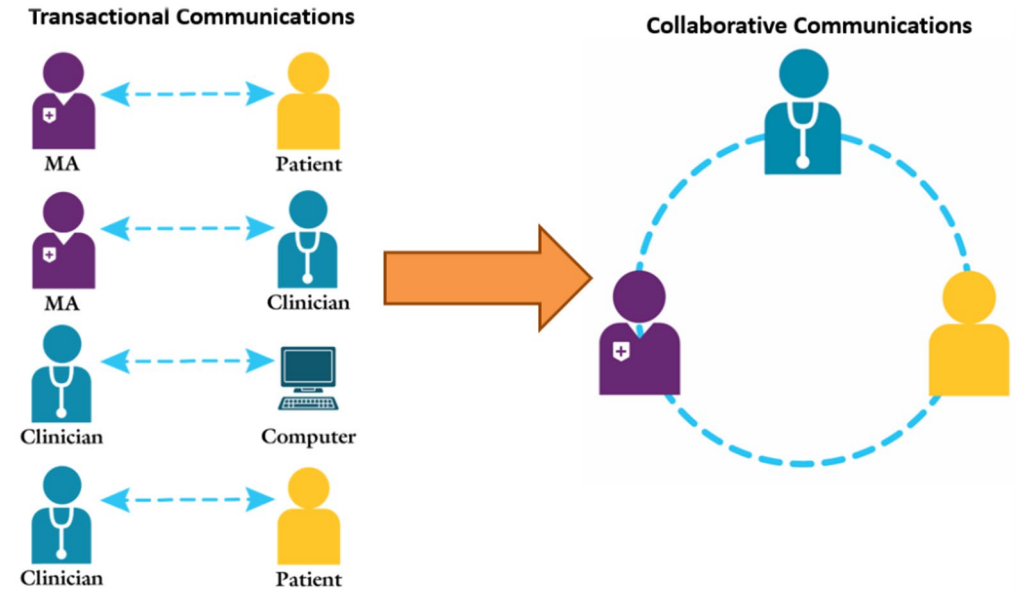 Transactional Communications
Collaborative Communications
MA
Patient
MA
Clinician
Clinician
Computer
Clinician
Patient